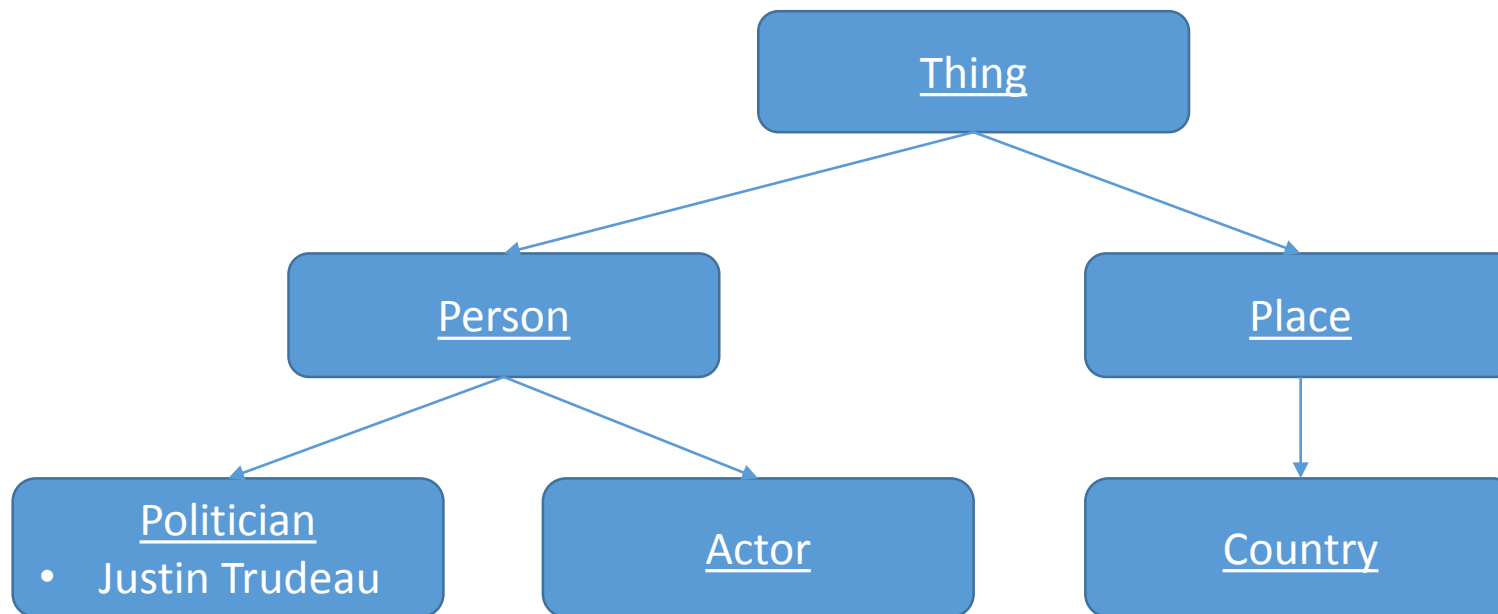 Thing
Person
Place
Politician
• Justin Trudeau
Actor
Country